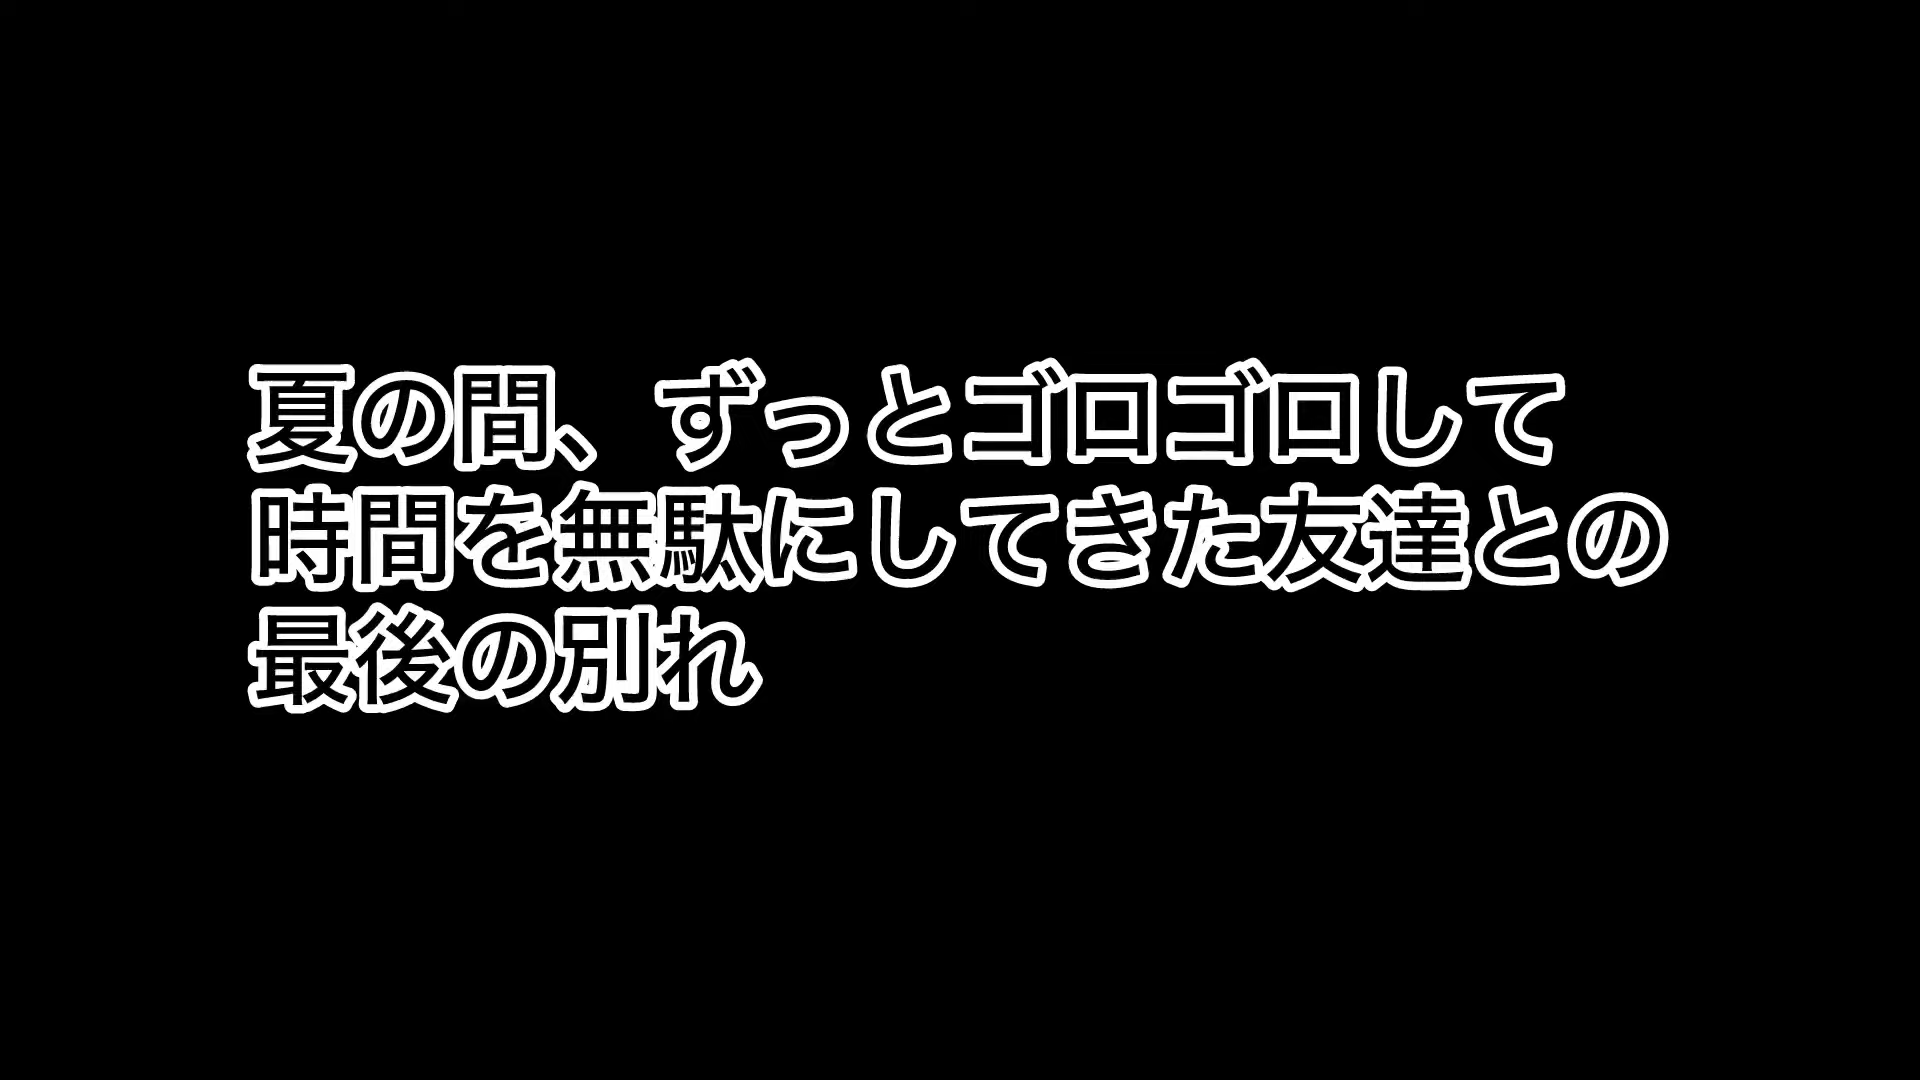 夏の間、ずっとゴロゴロして
時間を無駄にしてきた友達との
最後の別れ